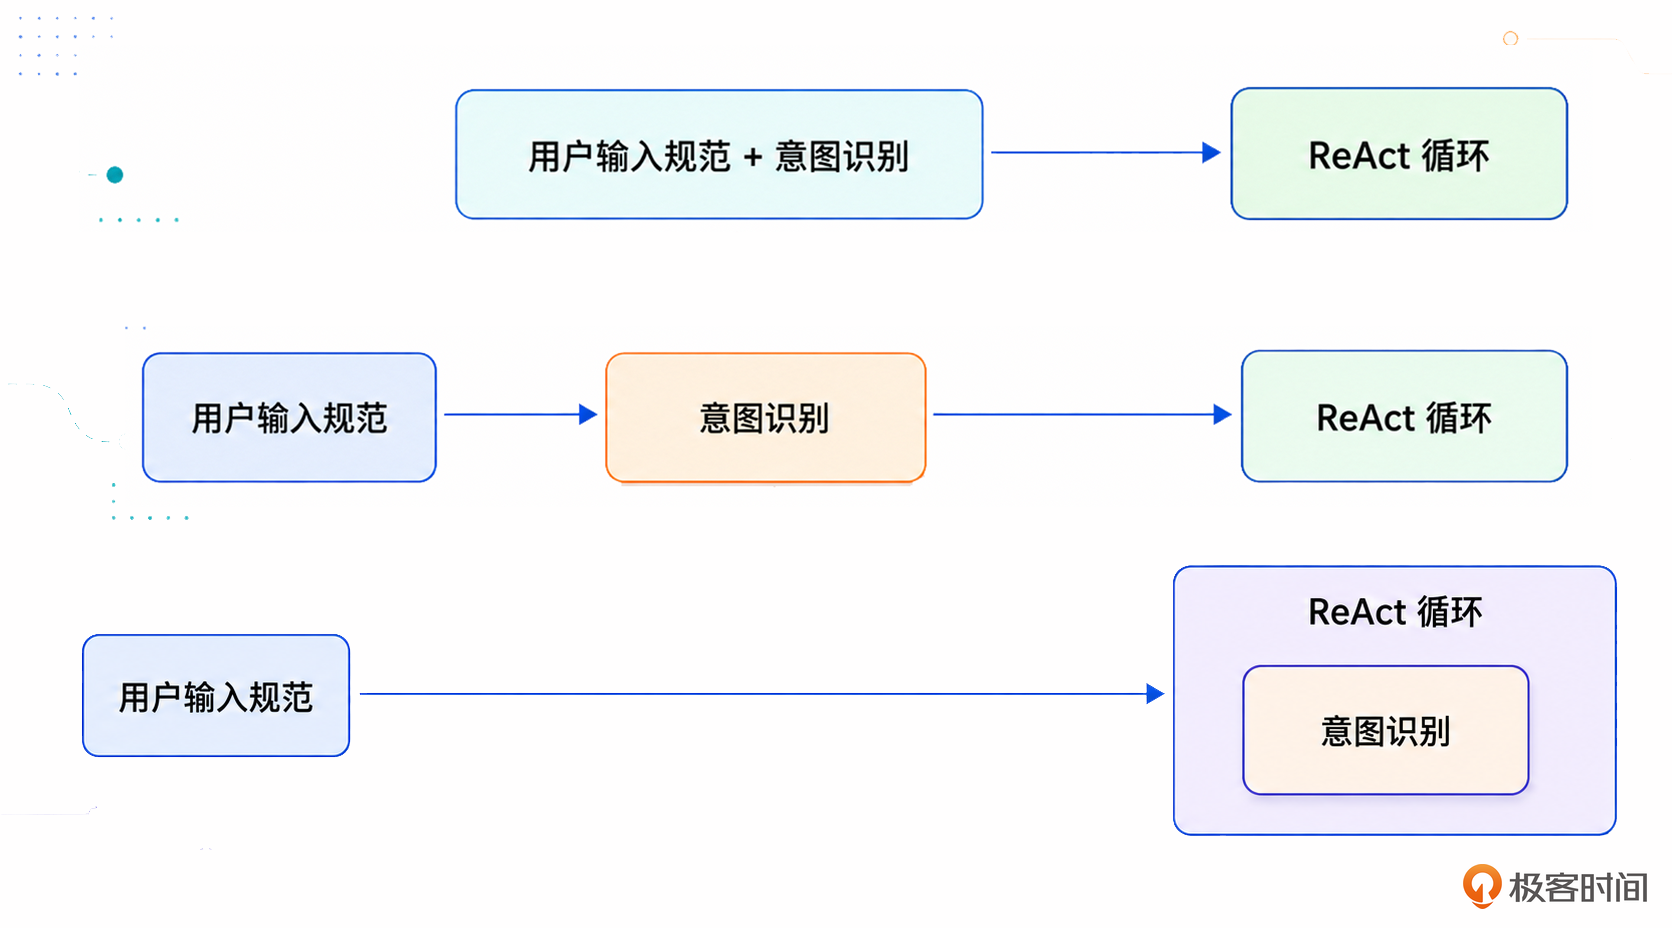 用户输入规范 + 意图识别
ReAct 循环
用户输入规范
意图识别
ReAct 循环
用户输入规范
ReAct 循环
意图识别
极客时间